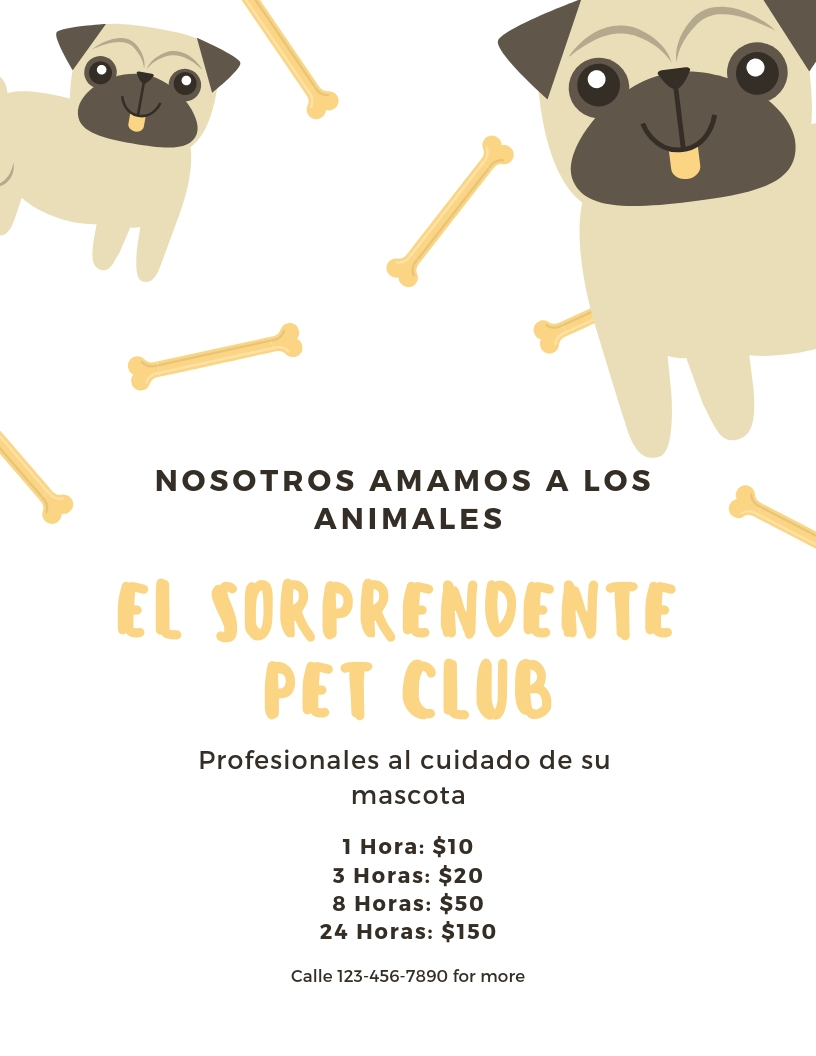 NOSOTROS AMAMOS A LOS
ANIMALES
EL SORPRENDENTE
PET CLUB
Profesionales al cuidado de su
mascota
1 Hora: $10
3 Horas: $20
8 Horas: $50
24 Horas: $150
Calle 123-456-7890 for more